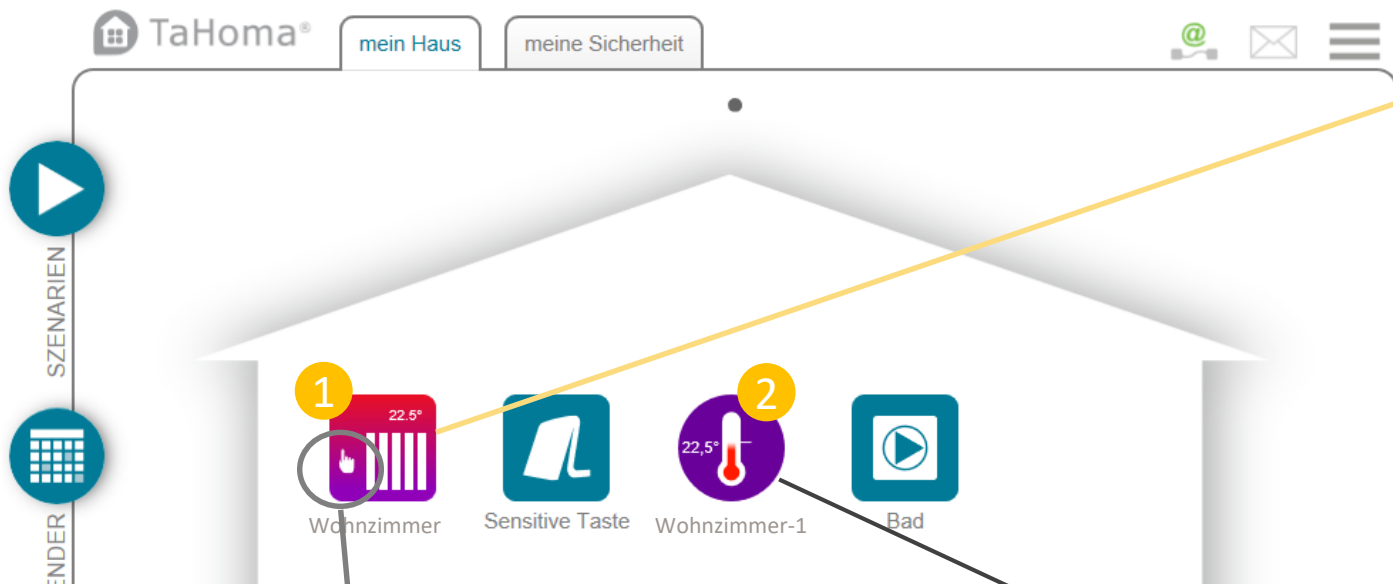 TaHoma®
mein Haus
meine Sicherheit
@
SZENARIEN
1
22.5°
2
22,5°
Wohnzimmer
Sensitive Taste
Wohnzimmer-1
Bad
ENDER